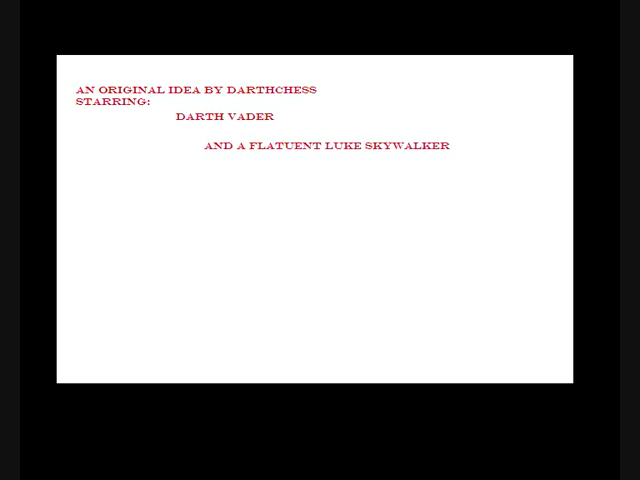 AN ORIGINAL IDEA BY DARTHCHESS
STARRING:
DARTH VADER
AND A FLATUENT LUKE SKYWALKER